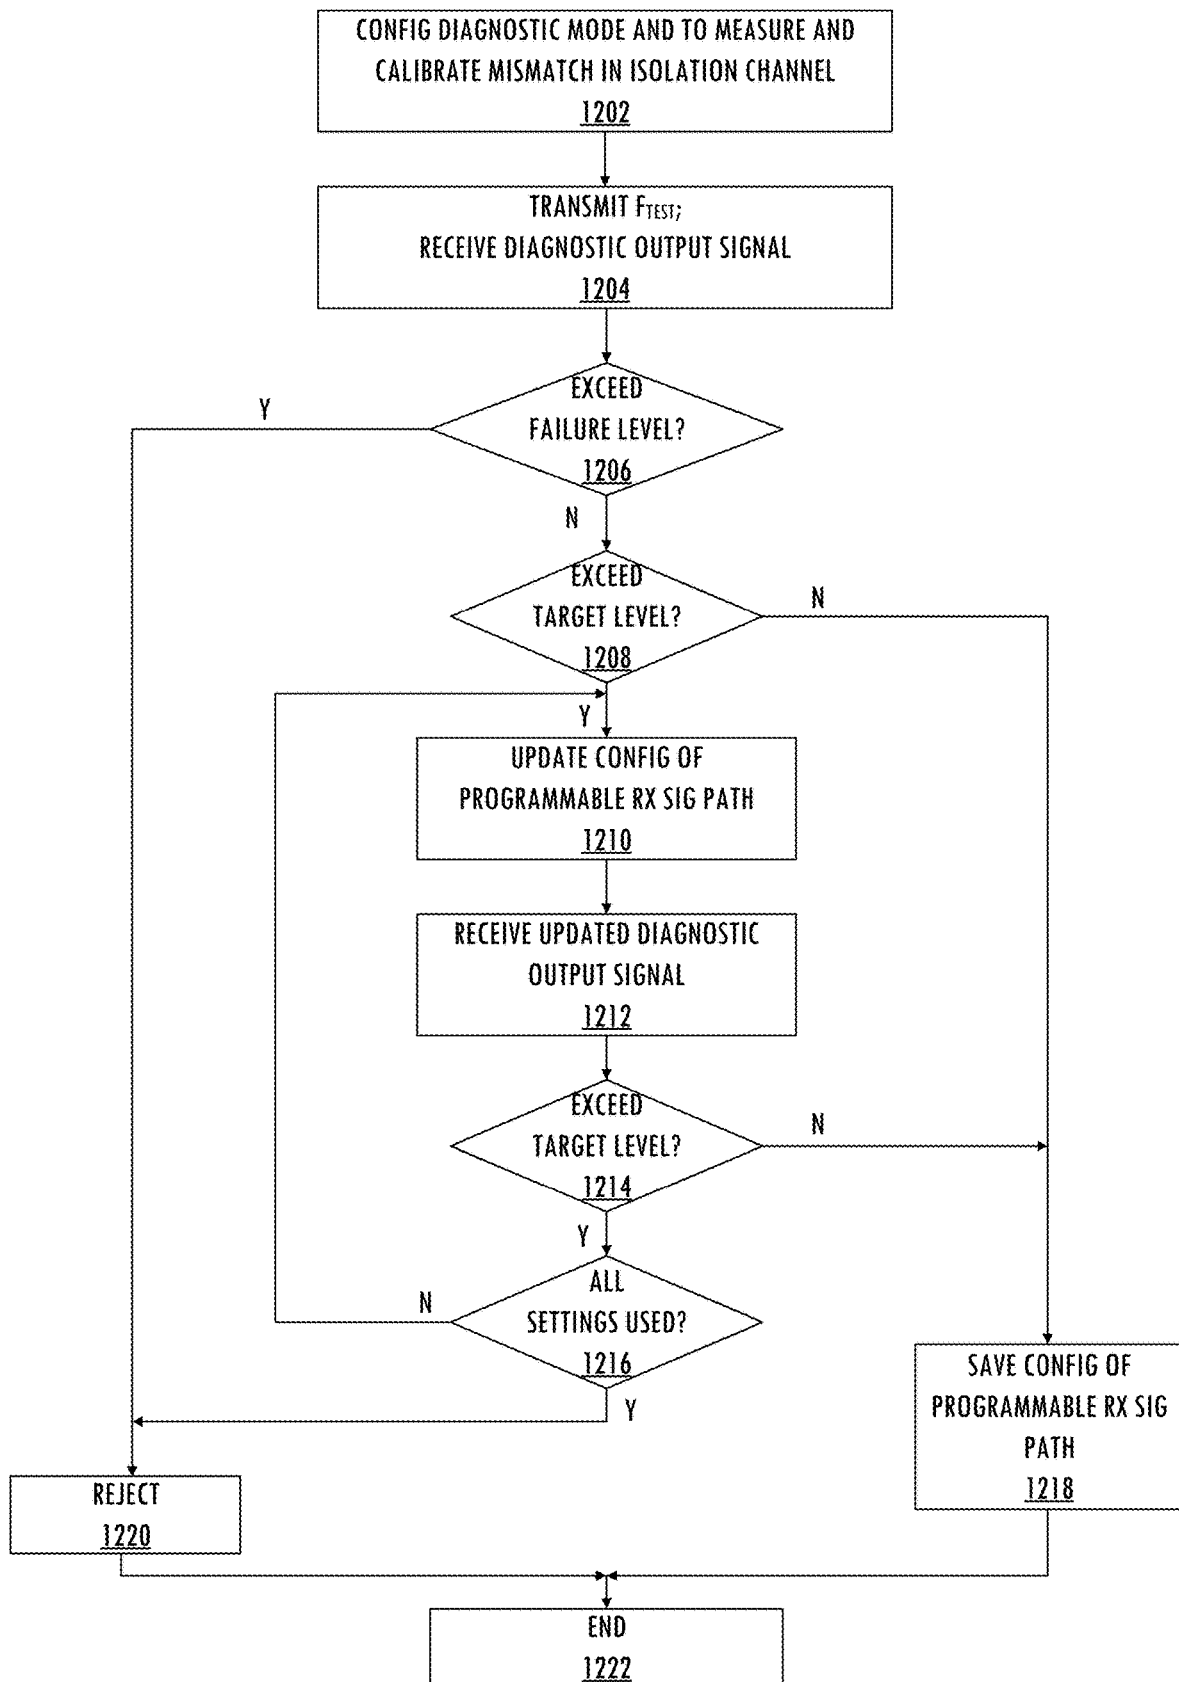 CONFIG DIAGNOSTIC MODE AND TO MEASURE AND
CALIBRATE MISMATCH IN ISOLATION CHANNEL
1202
TRANSMIT FTEST;
RECEIVE DIAGNOSTIC OUTPUT SIGNAL
1204
EXCEED
FAILURE LEVEL?
1206
Y
N
EXCEED
TARGET LEVEL?
1208
N
Y
UPDATE CONFIG OF
PROGRAMMABLE RX SIG PATH
1210
RECEIVE UPDATED DIAGNOSTIC
OUTPUT SIGNAL
1212
EXCEED
TARGET LEVEL?
1214
N
Y
ALL
SETTINGS USED?
1216
N
Y
SAVE CONFIG OF
PROGRAMMABLE RX SIG
PATH
1218
REJECT
1220
END
1222